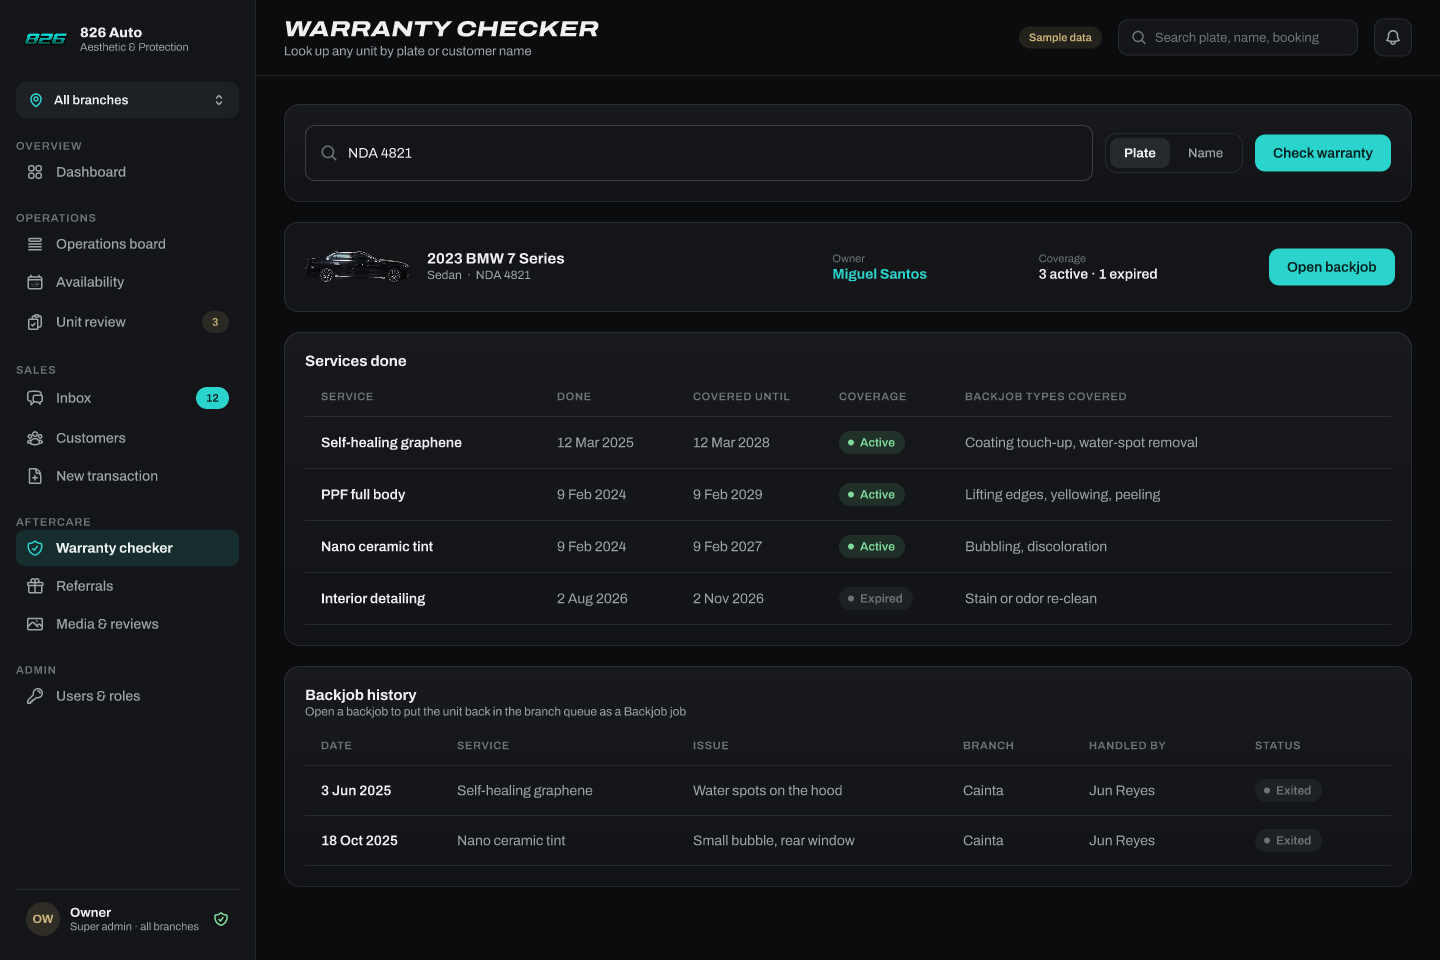 826
826 Auto
Aesthetic & Protection
All branches
OVERVIEW
Dashboard
OPERATIONS
Operations board
Availability
Unit review
3
SALES
Inbox
12
Customers
New transaction
AFTERCARE
Warranty checker
Referrals
Media & reviews
ADMIN
Users & roles
OW
Owner
Super admin · all branches
WARRANTY CHECKER
Look up any unit by plate or customer name
Sample data
Search plate, name, booking
NDA 4821
Plate
Name
Check warranty
2023 BMW 7 Series
Sedan · NDA 4821
Owner
Miguel Santos
Coverage
3 active · 1 expired
Open backjob
Services done
SERVICE DONE COVERED UNTIL COVERAGE BACKJOB TYPES COVERED
Self-healing graphene 12 Mar 2025 12 Mar 2028 Active Coating touch-up, water-spot removal
PPF full body 9 Feb 2024 9 Feb 2029 Active Lifting edges, yellowing, peeling
Nano ceramic tint 9 Feb 2024 9 Feb 2027 Active Bubbling, discoloration
Interior detailing 2 Aug 2026 2 Nov 2026 Expired Stain or odor re-clean
Backjob history
Open a backjob to put the unit back in the branch queue as a Backjob job
DATE SERVICE ISSUE BRANCH HANDLED BY STATUS
3 Jun 2025 Self-healing graphene Water spots on the hood Cainta Jun Reyes Exited
18 Oct 2025 Nano ceramic tint Small bubble, rear window Cainta Jun Reyes Exited